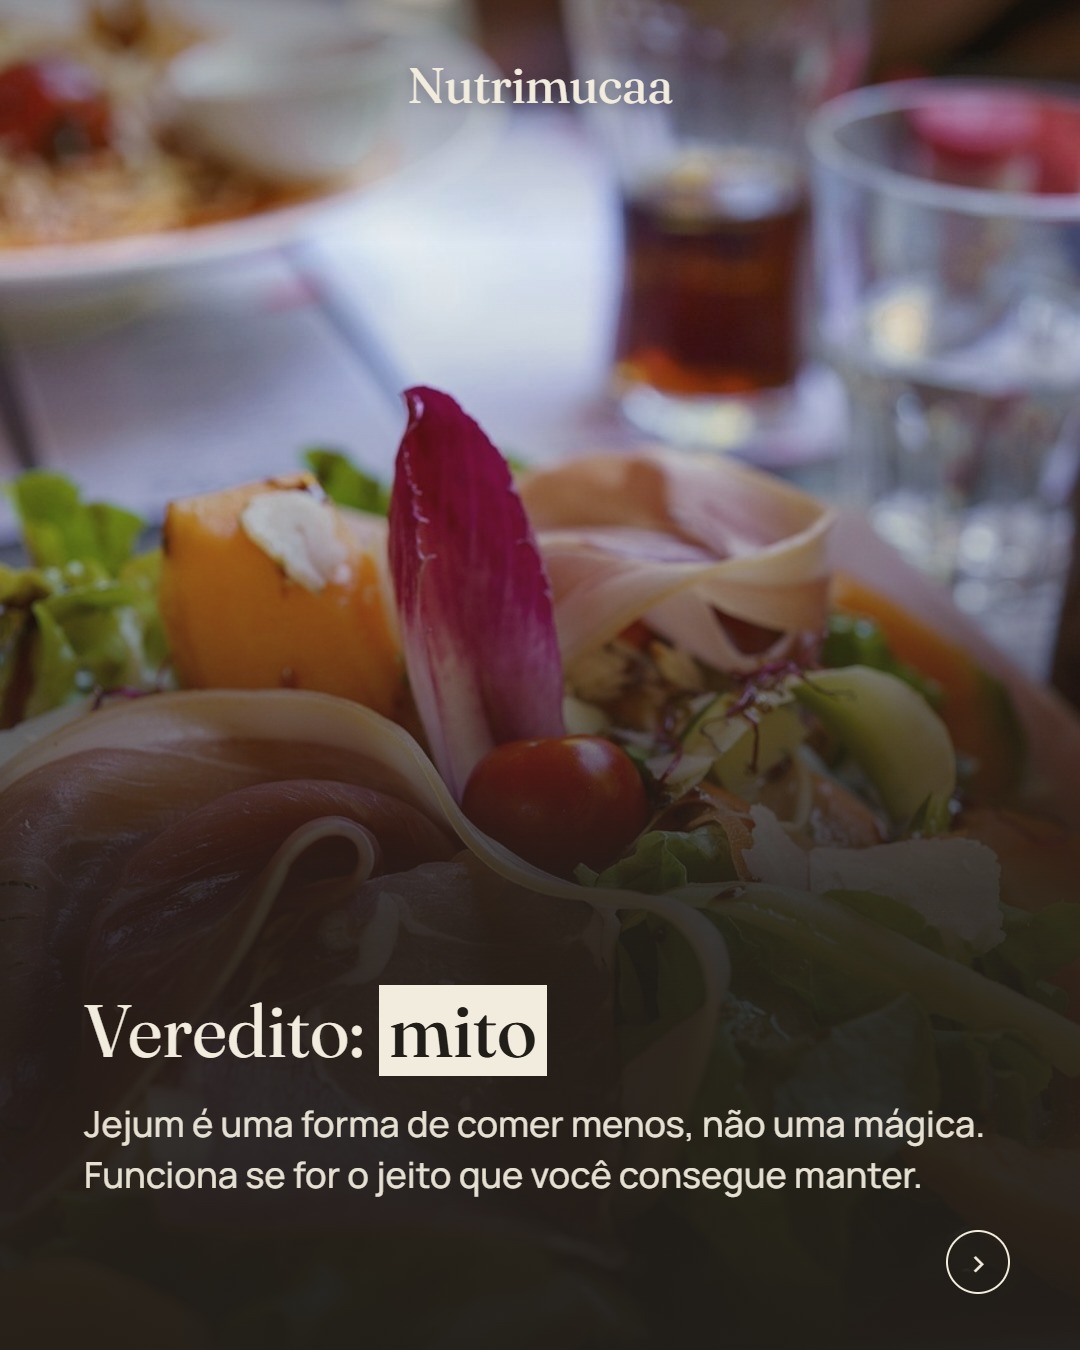 Nutrimucaa
Veredito: mito
Jejum é uma forma de comer menos, não uma mágica.
Funciona se for o jeito que você consegue manter.